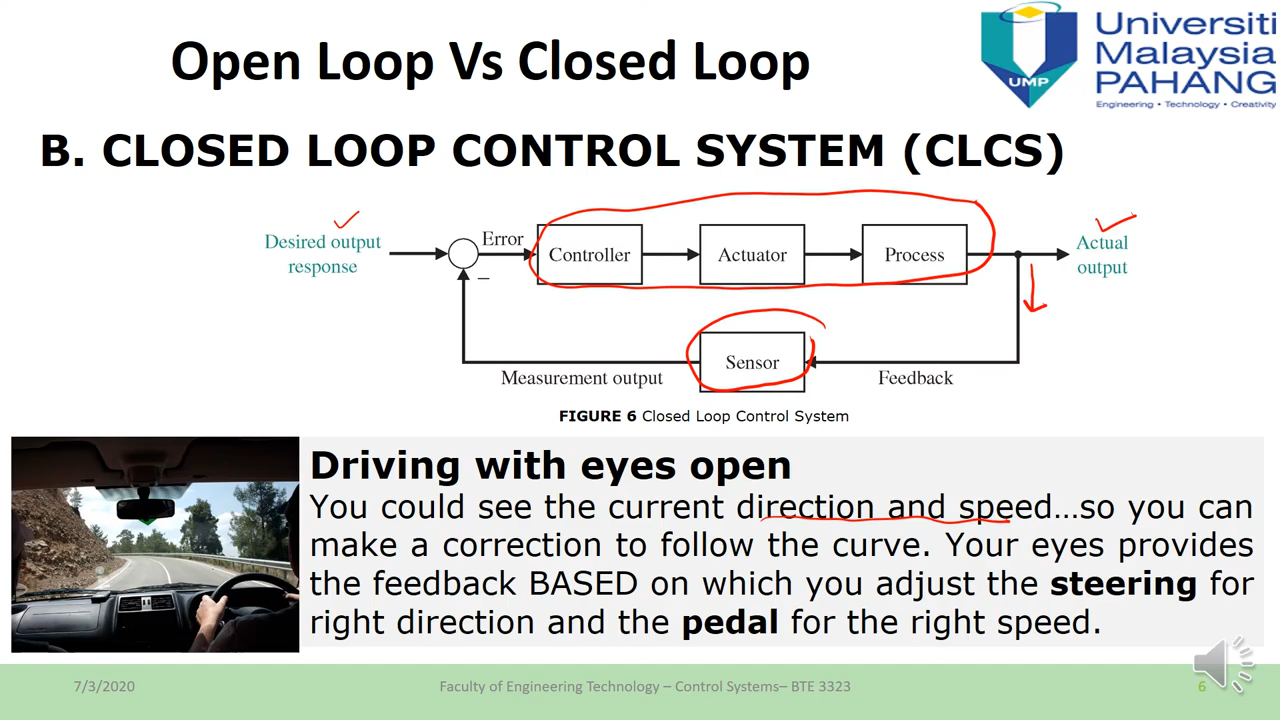 Open Loop Vs Closed Loop
UMP
Universiti
Malaysia
PAHANG
Engineering • Technology • Creativity
B. CLOSED LOOP CONTROL SYSTEM (CLCS)
Desired output
response
Error
–
Controller
Actuator
Process
Actual
output
Sensor
Measurement output
Feedback
FIGURE 6 Closed Loop Control System
Driving with eyes open
You could see the current direction and speed...so you can
make a correction to follow the curve. Your eyes provides
the feedback BASED on which you adjust the steering for
right direction and the pedal for the right speed.
7/3/2020
Faculty of Engineering Technology – Control Systems– BTE 3323
6